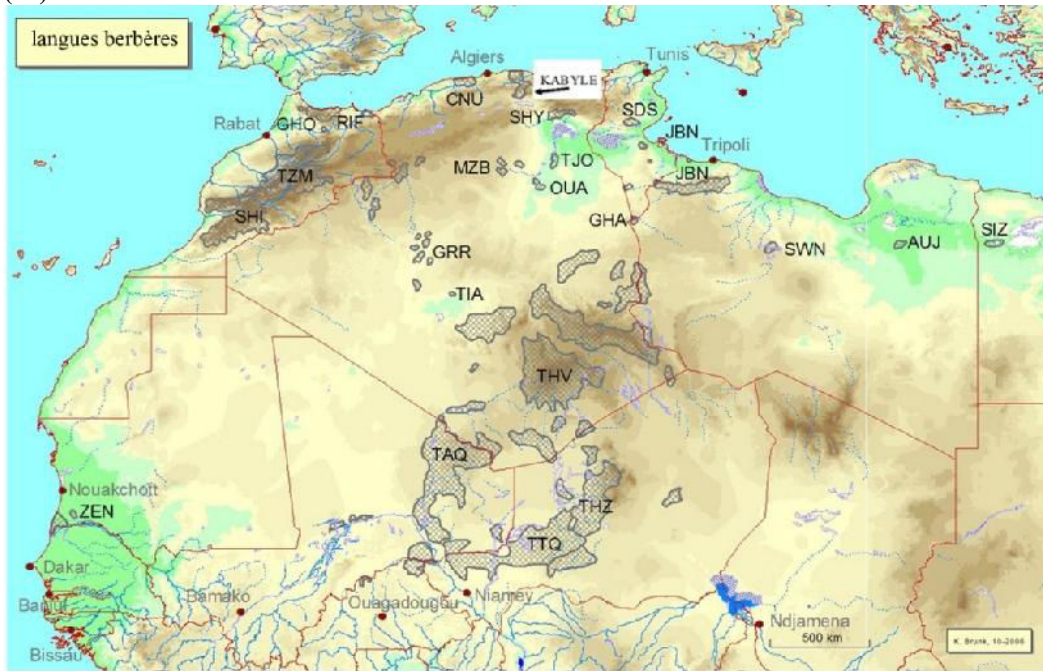 langues berbères
Algiers
Tunis
KABYLE
CNU
SHY
SDS
Rabat
GHO
RIF
JBN
Tripoli
TZM
MZB
TJO
JBN
OUA
SHI
GHA
GRR
SWN
AUJ
SIZ
TIA
THV
TAQ
Nouakchott
ZEN
THZ
TTQ
Dakar
Banjul
Bamako
Ouagadougou
Niamey
Ndjamena
Bissau
500 km
K. Brunk, 10-2006